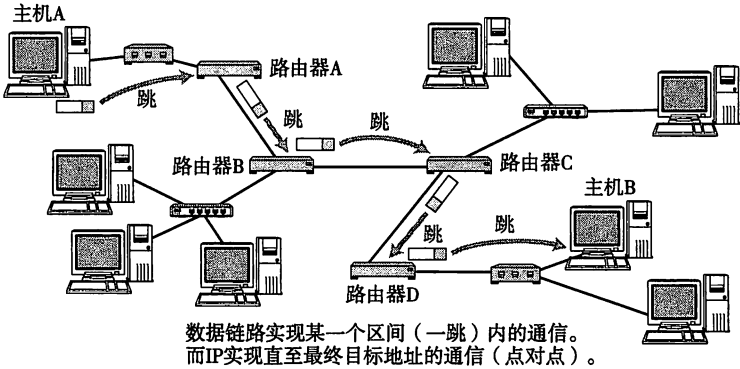 主机A
路由器A
跳
跳
跳
路由器B
路由器C
主机B
跳
跳
路由器D
数据链路实现某一个区间（一跳）内的通信。
而IP实现直至最终目标地址的通信（点对点）。